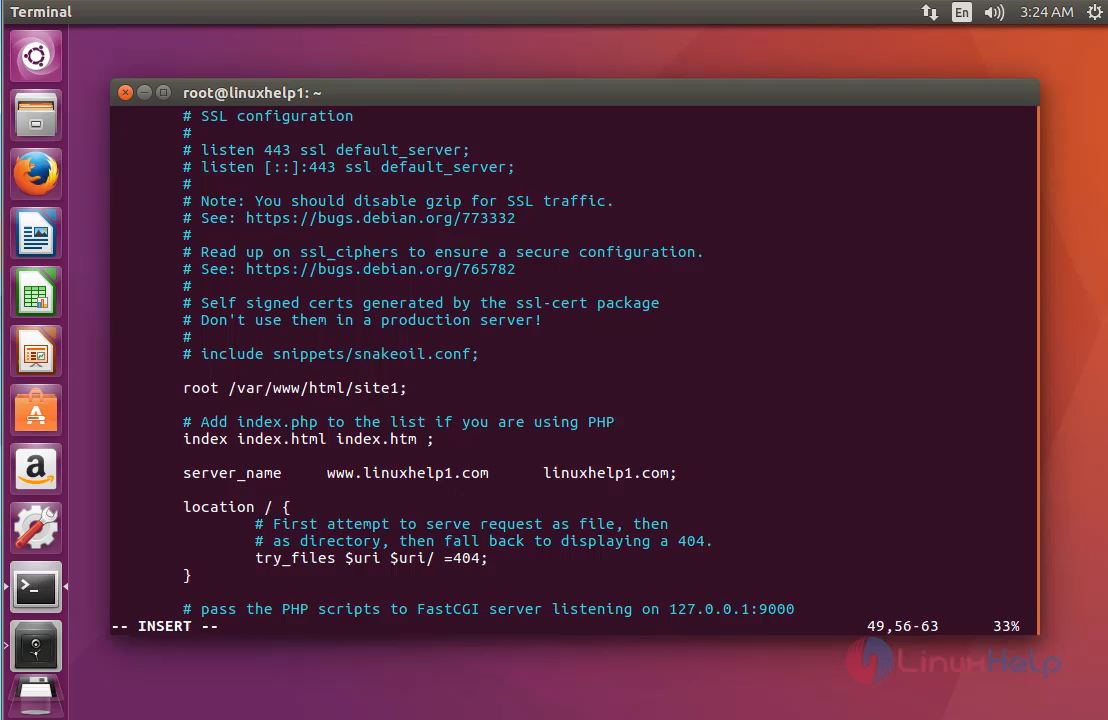 Terminal
En
3:24 AM
root@linuxhelp1: ~
# SSL configuration
#
# listen 443 ssl default_server;
# listen [::]:443 ssl default_server;
#
# Note: You should disable gzip for SSL traffic.
# See: https://bugs.debian.org/773332
#
# Read up on ssl_ciphers to ensure a secure configuration.
# See: https://bugs.debian.org/765782
#
# Self signed certs generated by the ssl-cert package
# Don't use them in a production server!
#
# include snippets/snakeoil.conf;
root /var/www/html/site1;
# Add index.php to the list if you are using PHP
index index.html index.htm ;
server_name     www.linuxhelp1.com      linuxhelp1.com;
location / {
# First attempt to serve request as file, then
# as directory, then fall back to displaying a 404.
try_files $uri $uri/ =404;
}
# pass the PHP scripts to FastCGI server listening on 127.0.0.1:9000
-- INSERT --
49,56-63
33%
LinuxHelp